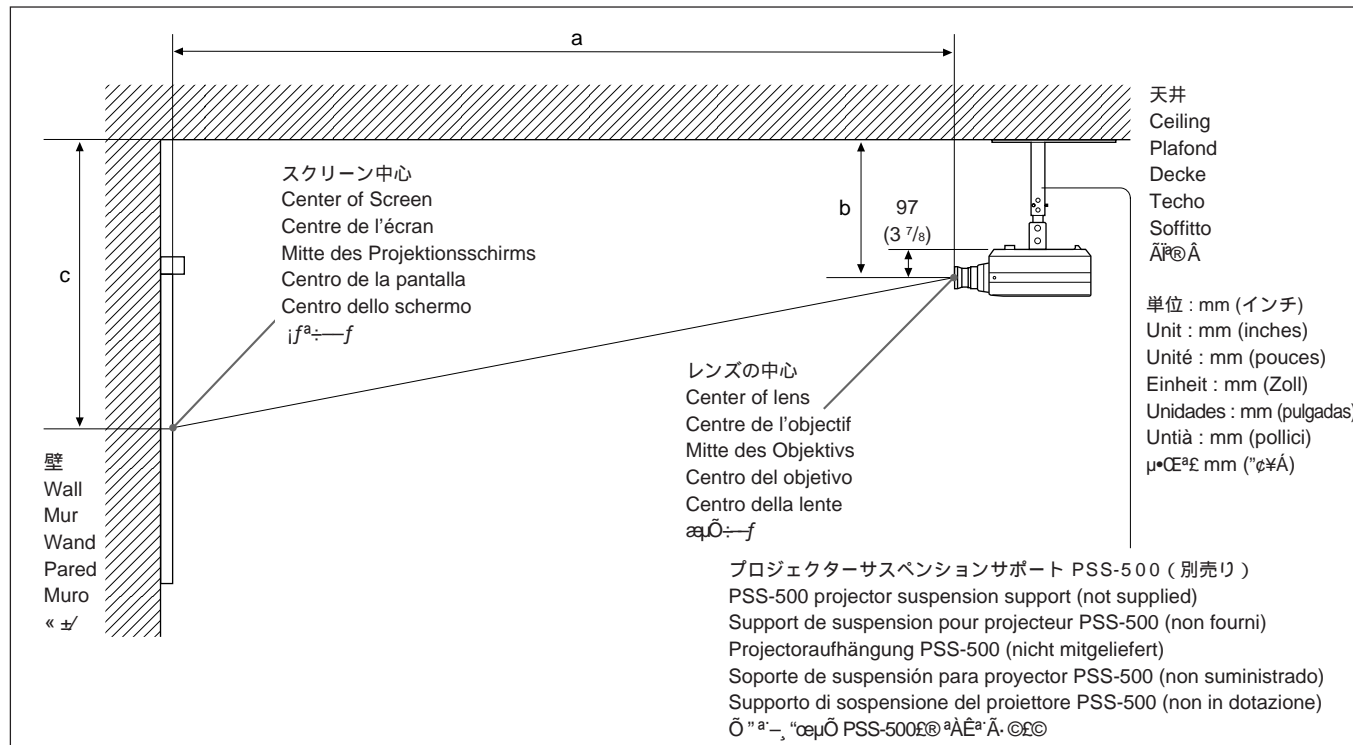 a
天井
Ceiling
Plafond
Decke
Techo
Soffitto
スクリーン中心
Center of Screen
Centre de l'écran
Mitte des Projektionsschirms
Centro de la pantalla
Centro dello schermo
¡ƒª÷—ƒ
c
b
97
(3 7/8)
単位 : mm (インチ)
Unit : mm (inches)
Unité : mm (pouces)
Einheit : mm (Zoll)
Unidades : mm (pulgadas)
Untià : mm (pollici)
レンズの中心
Center of lens
Centre de l'objectif
Mitte des Objektivs
Centro del objetivo
Centro della lente
æµÕ÷—ƒ
壁
Wall
Mur
Wand
Pared
Muro
« ±⁄
プロジェクターサスペンションサポート PSS-500 ( 別売り )
PSS-500 projector suspension support (not supplied)
Support de suspension pour projecteur PSS-500 (non fourni)
Projectoraufhängung PSS-500 (nicht mitgeliefert)
Soporte de suspensión para proyector PSS-500 (non suministrado)
Supporto di sospensione del proiettore PSS-500 (non in dotazione)